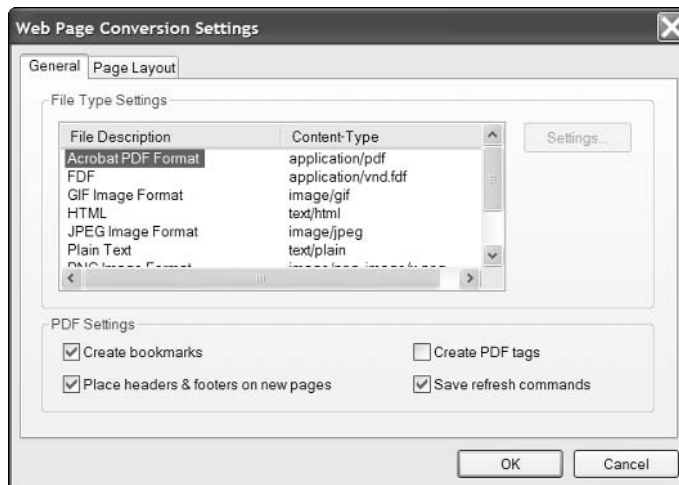 Web Page Conversion Settings
General Page Layout
File Type Settings
File Description Content-Type
Settings...
Acrobat PDF Format application/pdf
FDF application/vnd.fdf
GIF Image Format image/gif
HTML text/html
JPEG Image Format image/jpeg
Plain Text text/plain
PNG Image Format
PDF Settings
Create bookmarks Create PDF tags
Place headers & footers on new pages Save refresh commands
OK Cancel